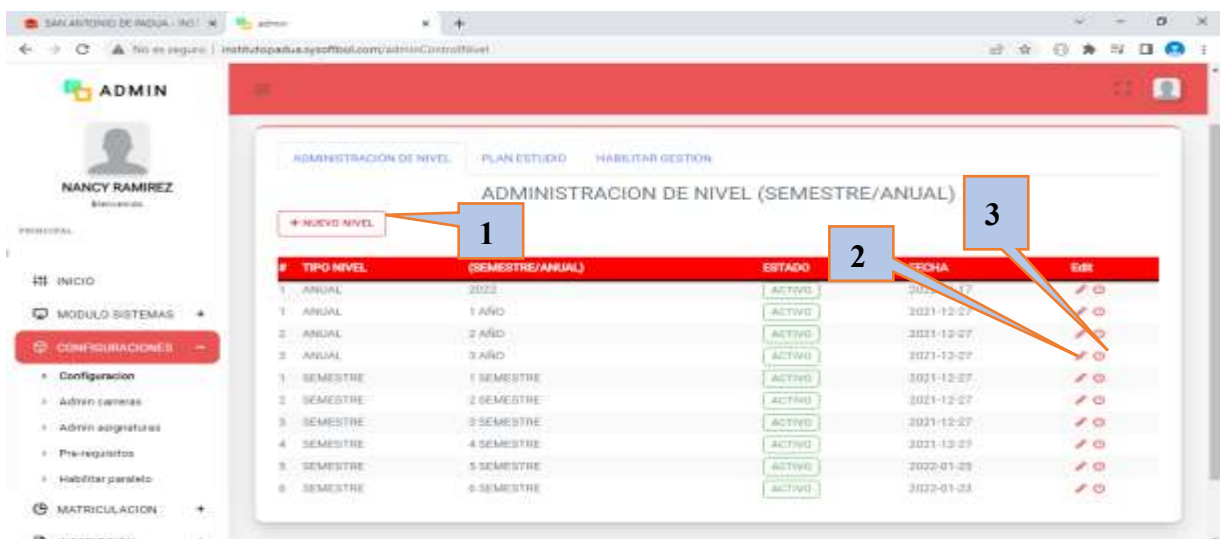 SAN ANTONIO DE PADUA - INST
admin
No es seguro | institutopadua.sysoftbol.com/adminControlNivel
ADMIN
NANCY RAMIREZ
Bienvenido
PRINCIPAL
INICIO
MODULO SISTEMAS +
CONFIGURACIONES −
Configuracion
Admin carreras
Admin asignaturas
Pre-requisitos
Habilitar paralelo
MATRICULACION +
ADMINISTRACION DE NIVEL PLAN ESTUDIO HABILITAR GESTION
ADMINISTRACION DE NIVEL (SEMESTRE/ANUAL)
+ NUEVO NIVEL
1
2
3
# TIPO NIVEL (SEMESTRE/ANUAL) ESTADO FECHA Edit
1 ANUAL 2022 ACTIVO
1 ANUAL 1 AÑO ACTIVO 2021-12-27
2 ANUAL 2 AÑO ACTIVO 2021-12-27
3 ANUAL 3 AÑO ACTIVO 2021-12-27
1 SEMESTRE 1 SEMESTRE ACTIVO 2021-12-27
2 SEMESTRE 2 SEMESTRE ACTIVO 2021-12-27
3 SEMESTRE 3 SEMESTRE ACTIVO 2021-12-27
4 SEMESTRE 4 SEMESTRE ACTIVO 2021-12-27
5 SEMESTRE 5 SEMESTRE ACTIVO 2022-01-23
6 SEMESTRE 6 SEMESTRE ACTIVO 2022-01-23